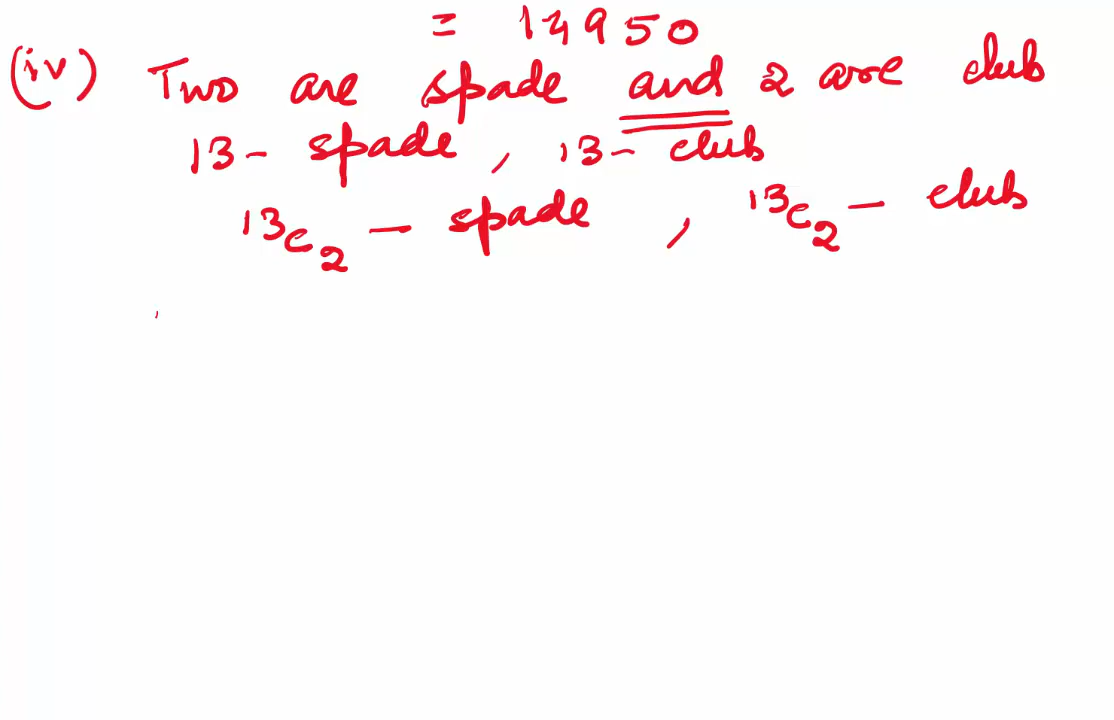 = 14950
(iv) Two are spade and 2 are club
13 - spade , 13 - club
¹³C₂ - spade , ¹³C₂ - club